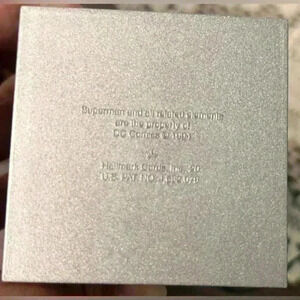 Superman and all related elements
are the property of
DC Comics ©
Hallmark Cards, Inc.
U.S. PAT. NO.